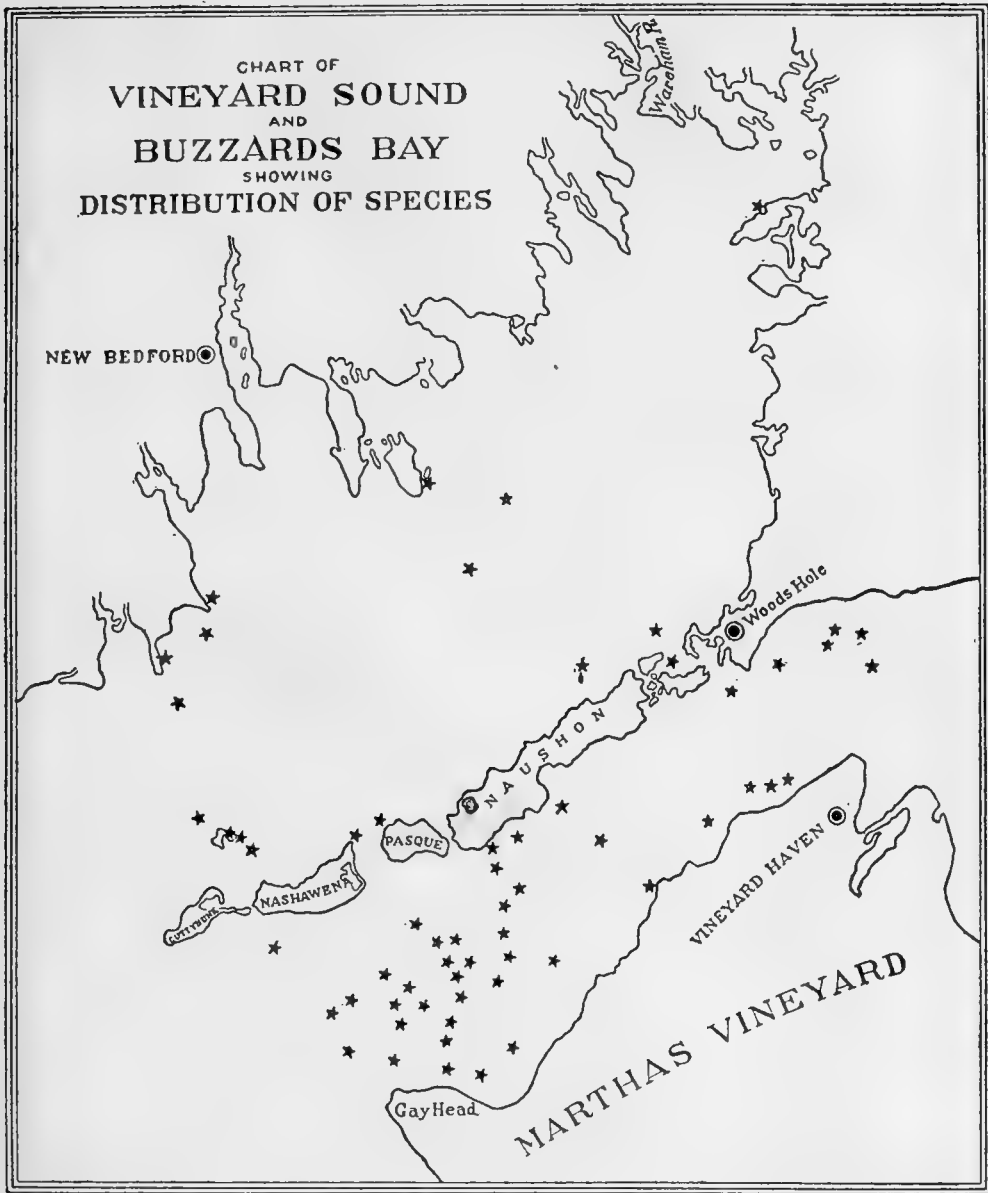 CHART OF
VINEYARD SOUND
AND
BUZZARDS BAY
SHOWING
DISTRIBUTION OF SPECIES
Wareham R.
NEW BEDFORD
Woods Hole
NAUSHON
PASQUE
NASHAWENA
CUTTYHUNK
VINEYARD HAVEN
MARTHAS VINEYARD
Gay Head